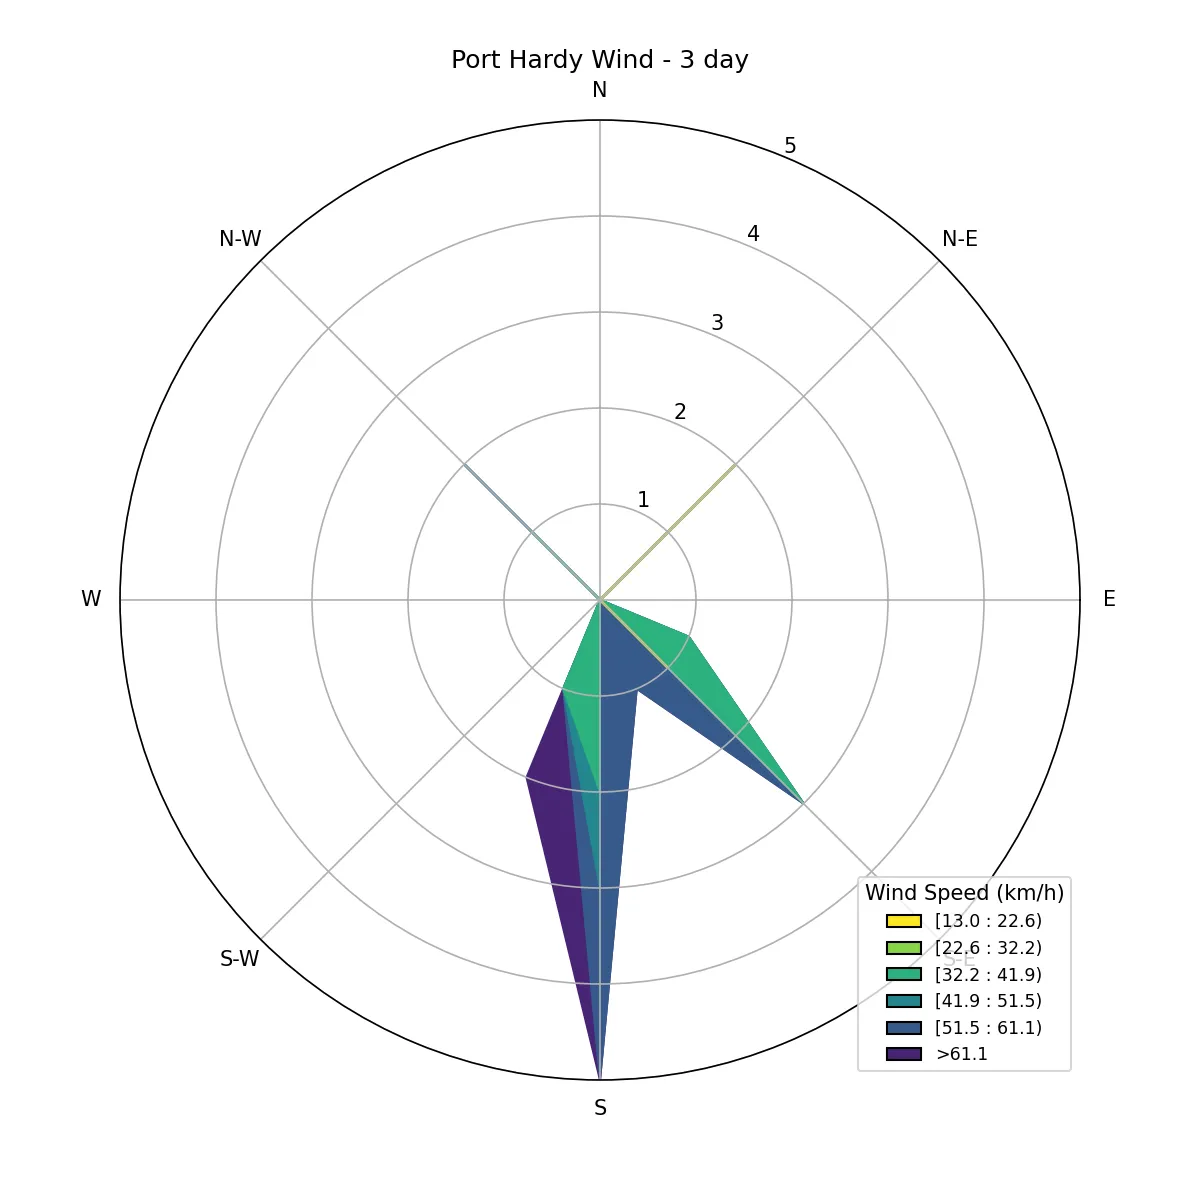 Port Hardy Wind - 3 day
N
5
N-W
N-E
4
3
2
1
W
E
Wind Speed (km/h)
[13.0 : 22.6)
[22.6 : 32.2)
S-W
S-E
[32.2 : 41.9)
[41.9 : 51.5)
[51.5 : 61.1)
>61.1
S